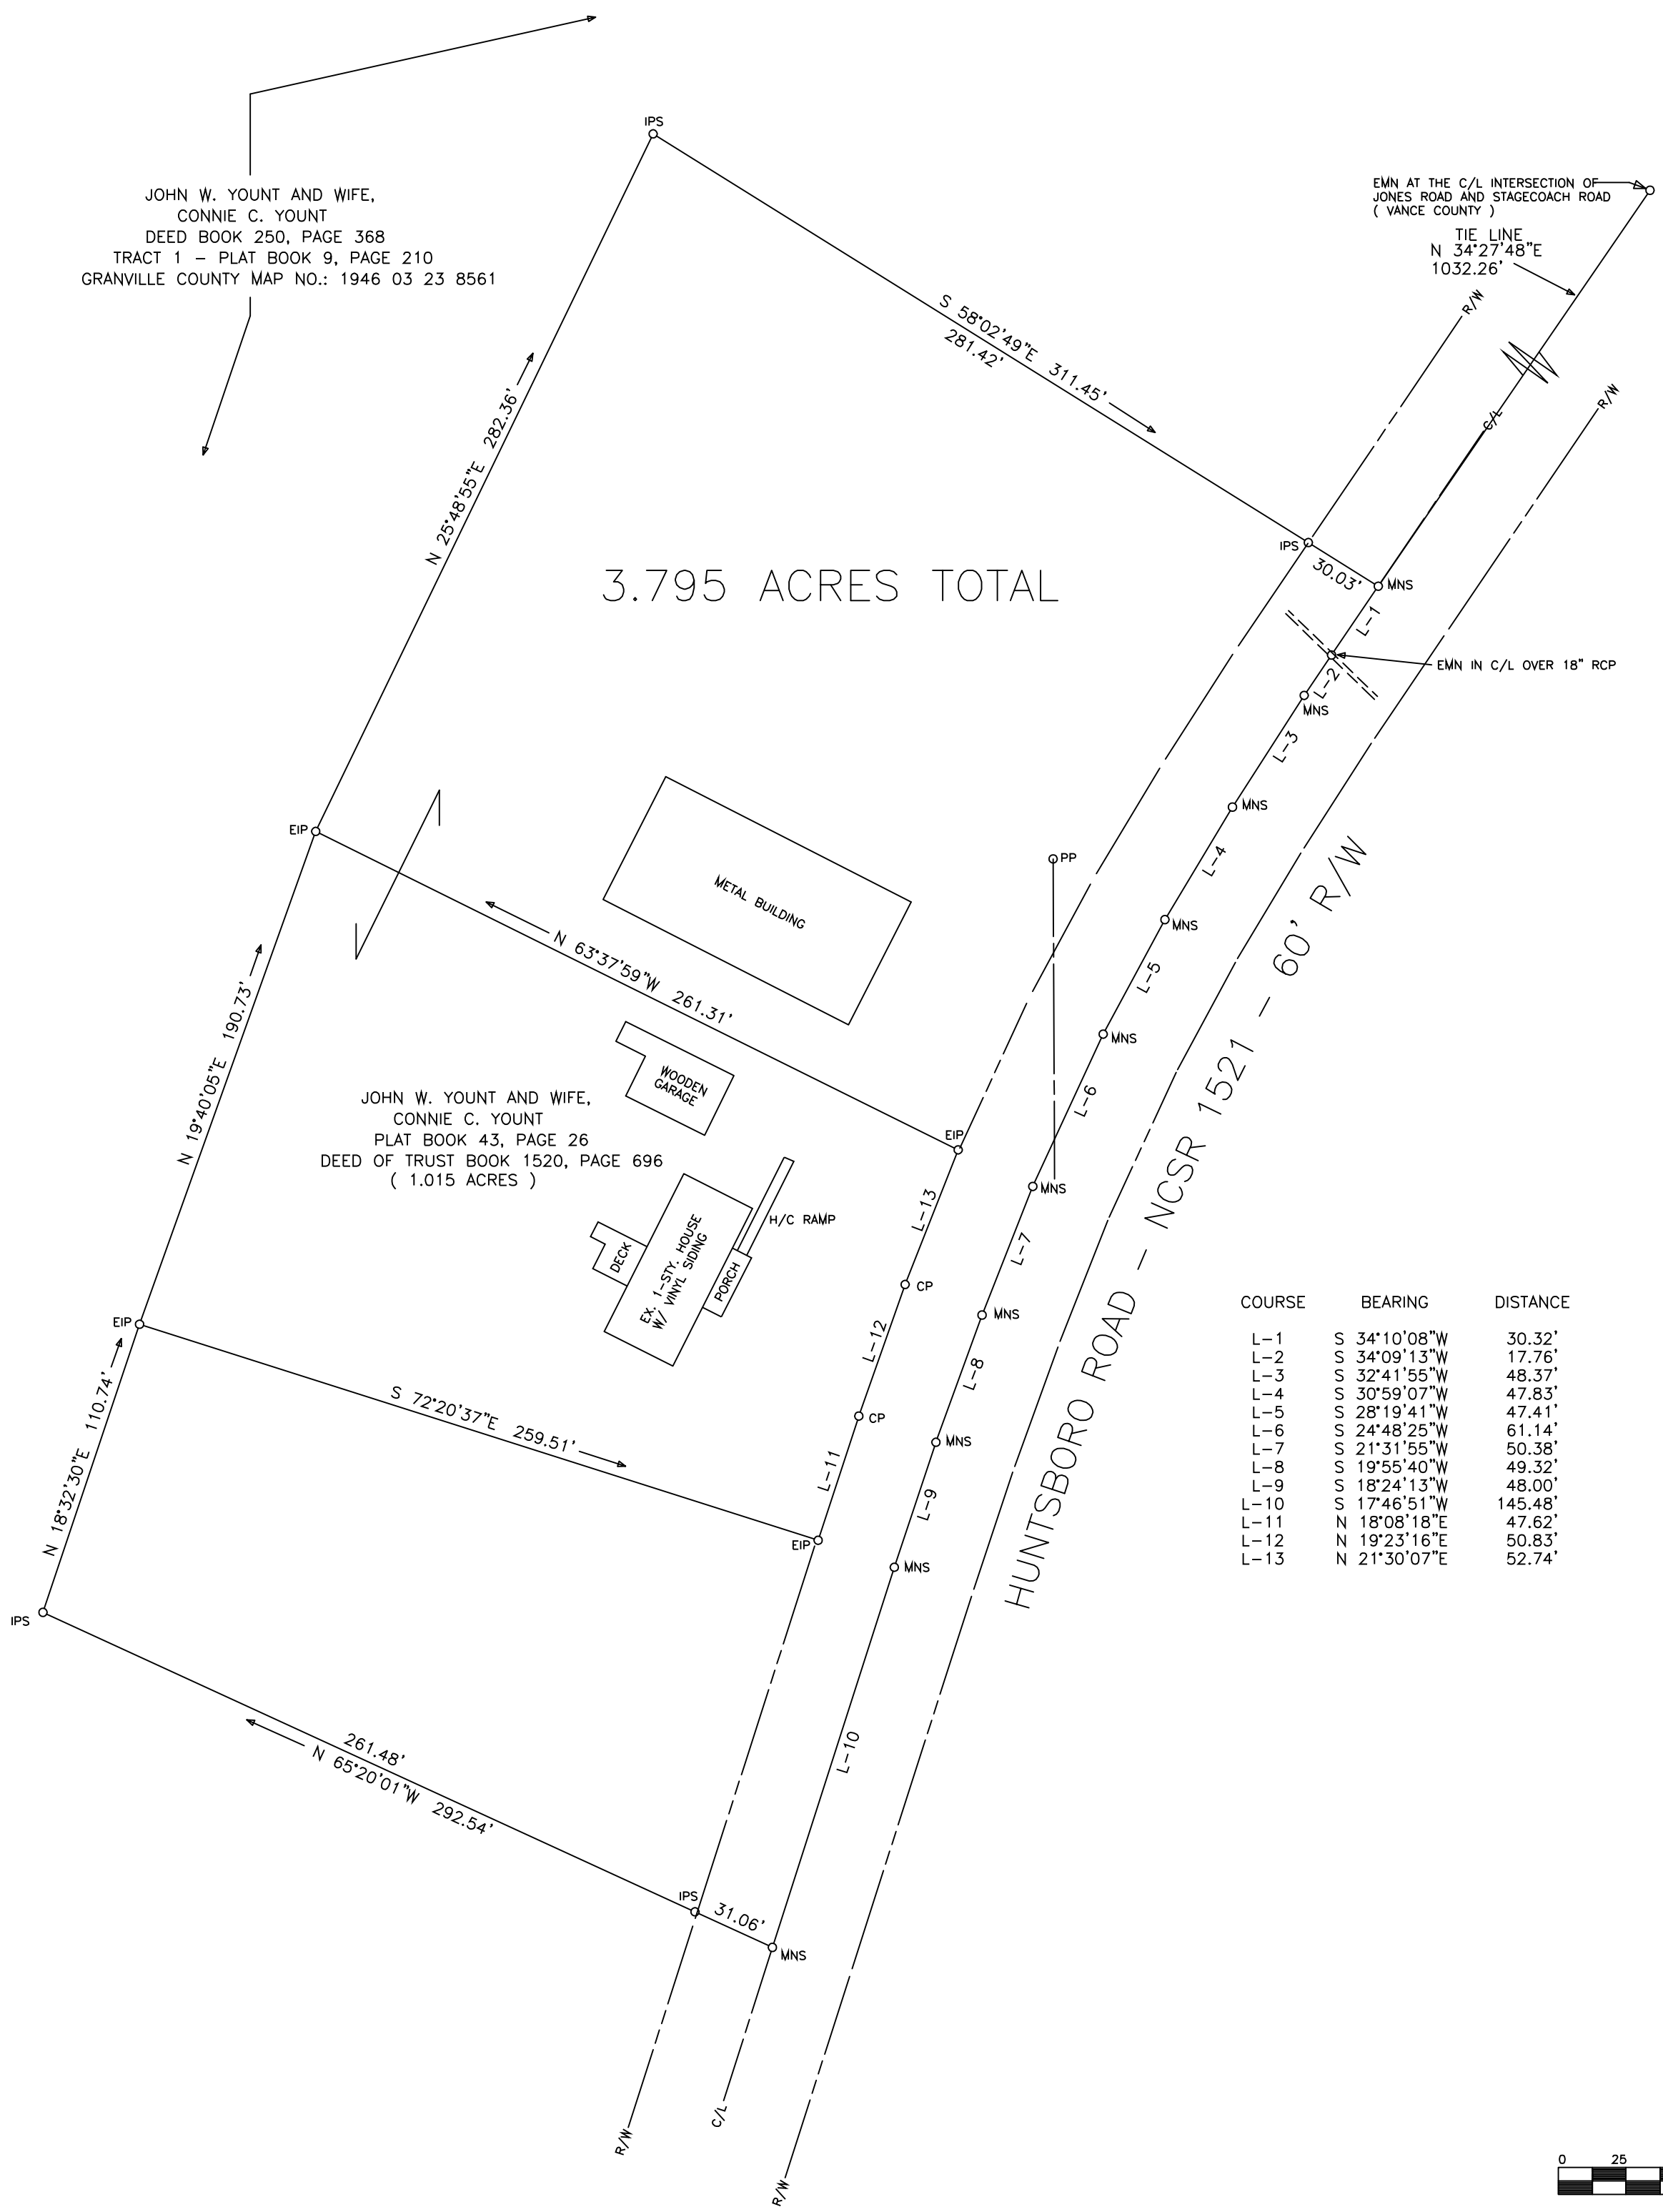 IPS
JOHN W. YOUNT AND WIFE,
CONNIE C. YOUNT
DEED BOOK 250, PAGE 368
TRACT 1 – PLAT BOOK 9, PAGE 210
GRANVILLE COUNTY MAP NO.: 1946 03 23 8561
EMN AT THE C/L INTERSECTION OF
JONES ROAD AND STAGECOACH ROAD
( VANCE COUNTY )
TIE LINE
N 34°27'48"E
1032.26'
R/W
R/W
C/L
S 58°02'49"E 311.45'
281.42'
N 25°48'55"E 282.36'
IPS
30.03'
MNS
3.795 ACRES TOTAL
L-1
EMN IN C/L OVER 18" RCP
L-2
MNS
L-3
MNS
EIP
L-4
PP
METAL BUILDING
MNS
N 63°37'59"W 261.31'
L-5
MNS
N 19°40'05"E 190.73'
WOODEN
GARAGE
L-6
JOHN W. YOUNT AND WIFE,
CONNIE C. YOUNT
PLAT BOOK 43, PAGE 26
DEED OF TRUST BOOK 1520, PAGE 696
( 1.015 ACRES )
EIP
MNS
L-13
H/C RAMP
EX. 1-STY. HOUSE
W/ VINYL SIDING
DECK
PORCH
L-7
CP
MNS
HUNTSBORO ROAD – NCSR 1521 – 60' R/W
EIP
L-12
L-8
N 18°32'30"E 110.74'
S 72°20'37"E 259.51'
CP
MNS
L-11
L-9
EIP
MNS
COURSE BEARING DISTANCE
L-1 S 34°10'08"W 30.32'
L-2 S 34°09'13"W 17.76'
L-3 S 32°41'55"W 48.37'
L-4 S 30°59'07"W 47.83'
L-5 S 28°19'41"W 47.41'
L-6 S 24°48'25"W 61.14'
L-7 S 21°31'55"W 50.38'
L-8 S 19°55'40"W 49.32'
L-9 S 18°24'13"W 48.00'
L-10 S 17°46'51"W 145.48'
L-11 N 18°08'18"E 47.62'
L-12 N 19°23'16"E 50.83'
L-13 N 21°30'07"E 52.74'
IPS
L-10
261.48'
N 65°20'01"W 292.54'
IPS
31.06'
MNS
R/W
C/L
R/W
0 25